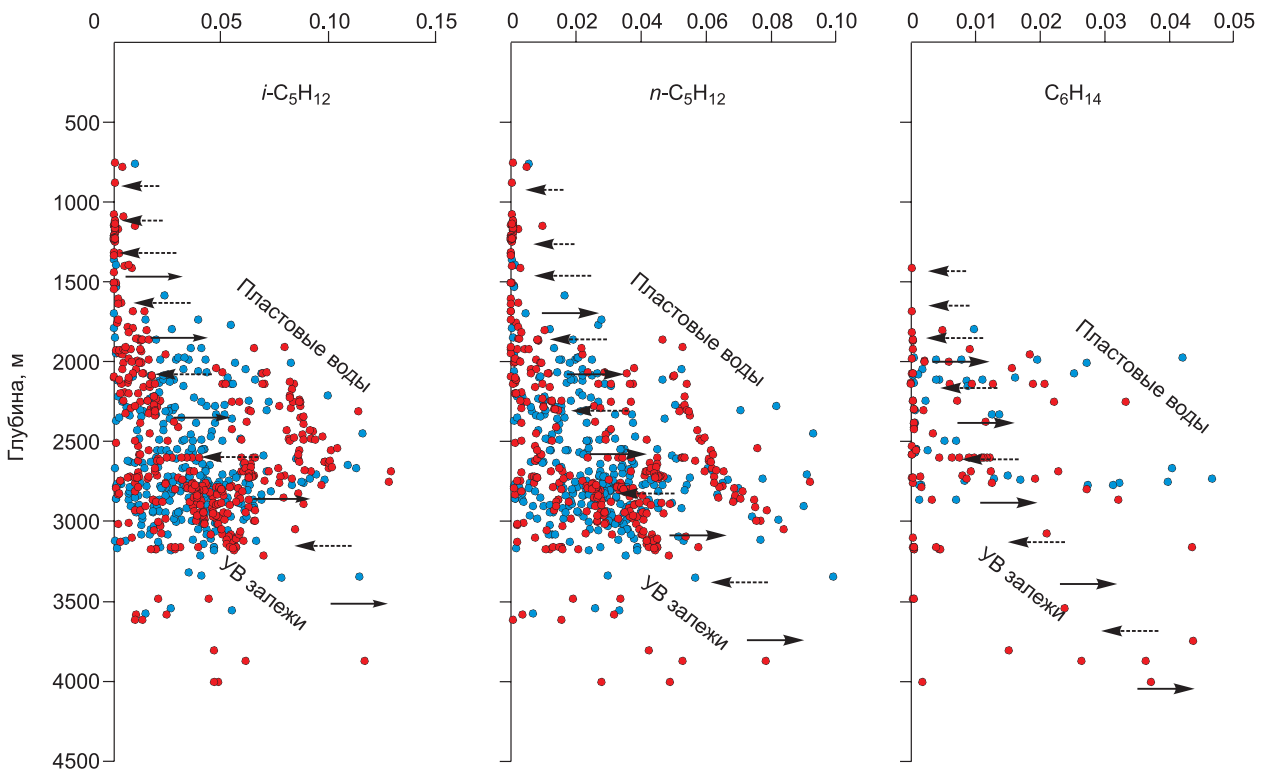 0 0.05 0.10 0.15
0 0.02 0.04 0.06 0.08 0.10
0 0.01 0.02 0.03 0.04 0.05
i-C₅H₁₂
n-C₅H₁₂
C₆H₁₄
Глубина, м
500
1000
1500
2000
2500
3000
3500
4000
4500
Пластовые воды
УВ залежи
Пластовые воды
УВ залежи
Пластовые воды
УВ залежи